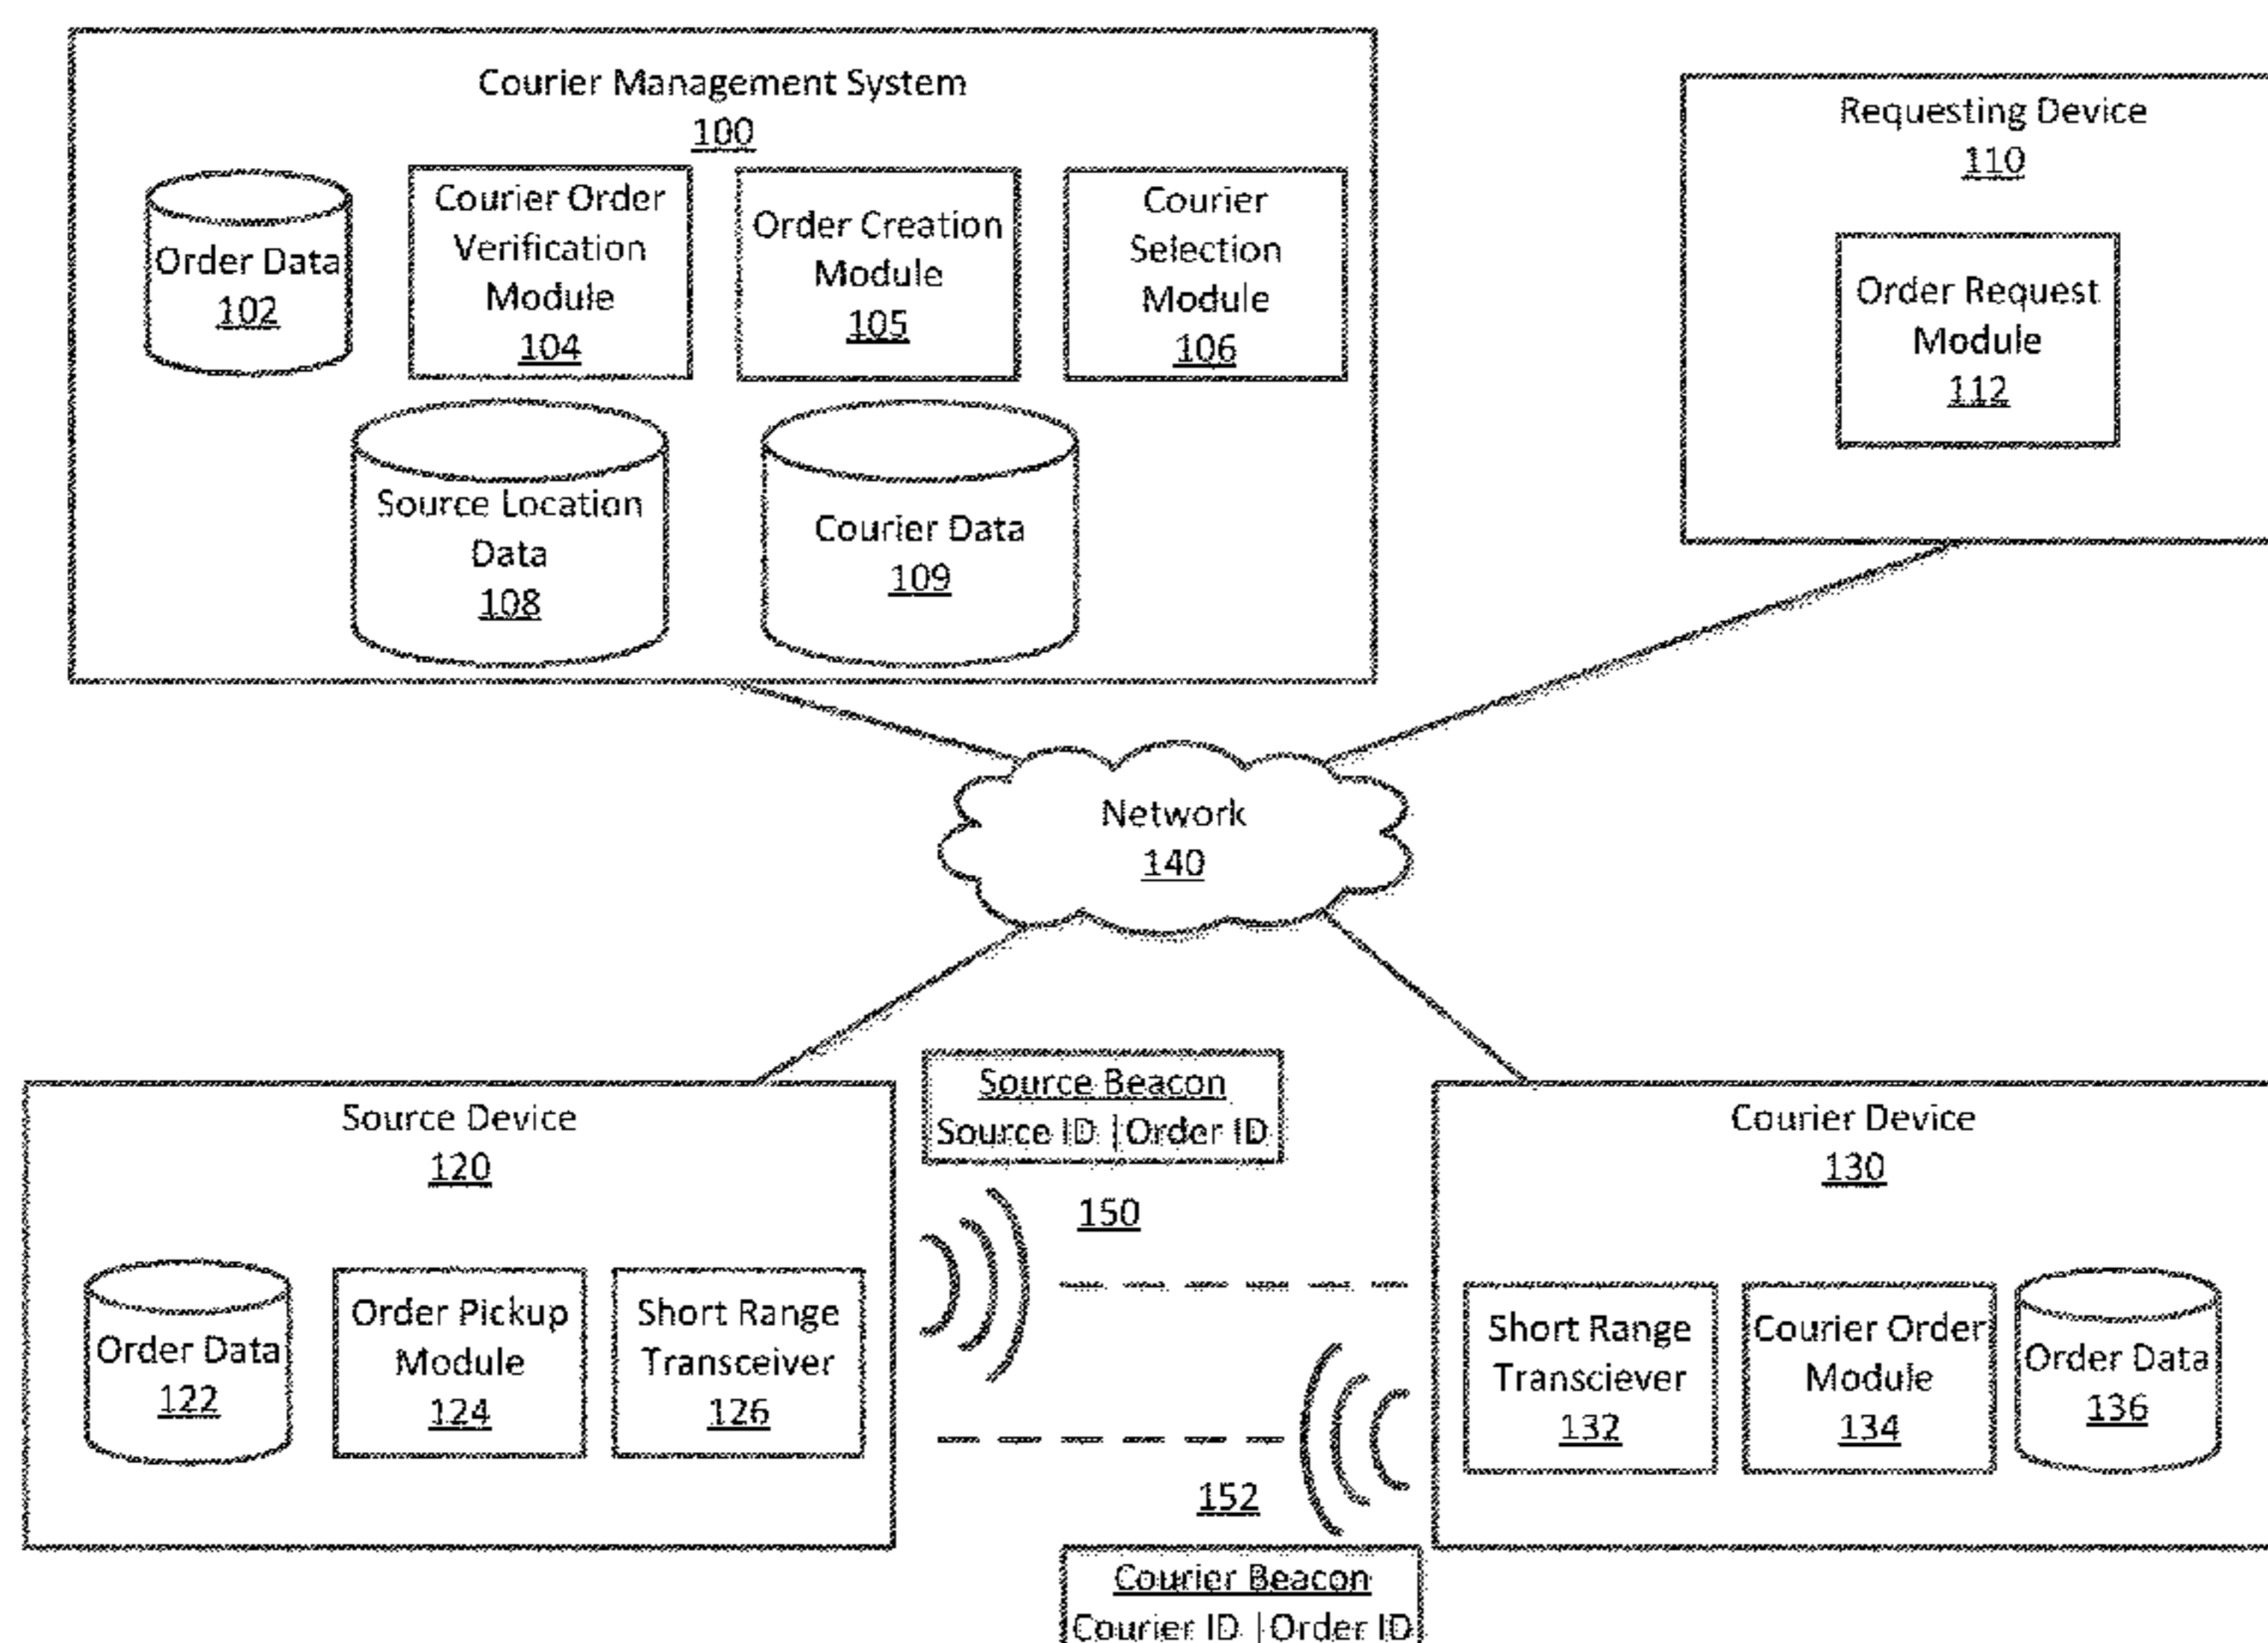 Courier Management System
100
Order Data
102
Courier Order
Verification
Module
104
Order Creation
Module
105
Courier
Selection
Module
106
Source Location
Data
108
Courier Data
109
Requesting Device
110
Order Request
Module
112
Network
140
Source Device
120
Order Data
122
Order Pickup
Module
124
Short Range
Transceiver
126
Source Beacon
Source ID | Order ID
150
152
Courier Beacon
Courier ID | Order ID
Courier Device
130
Short Range
Transciever
132
Courier Order
Module
134
Order Data
136